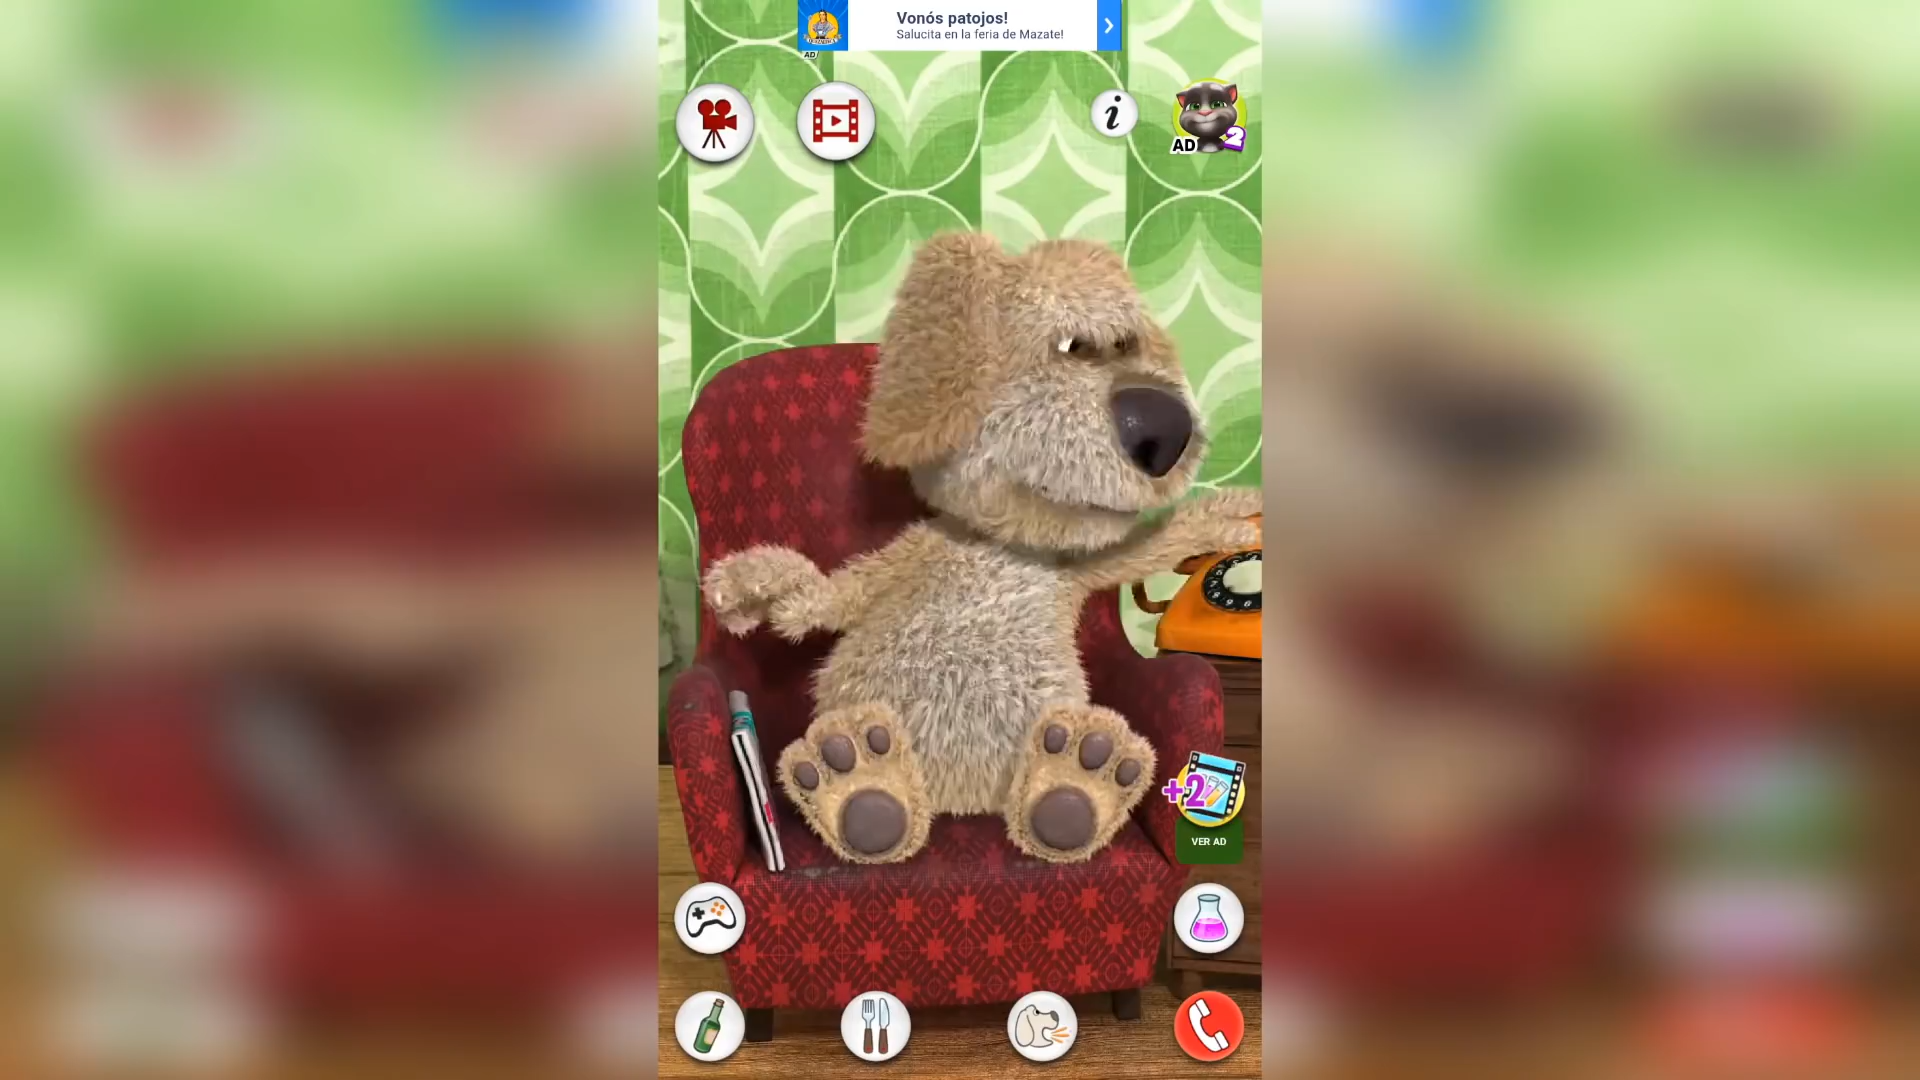 Vonós patojos!
Salucita en la feria de Mazate!
AD
i
AD
2
+2
VER AD